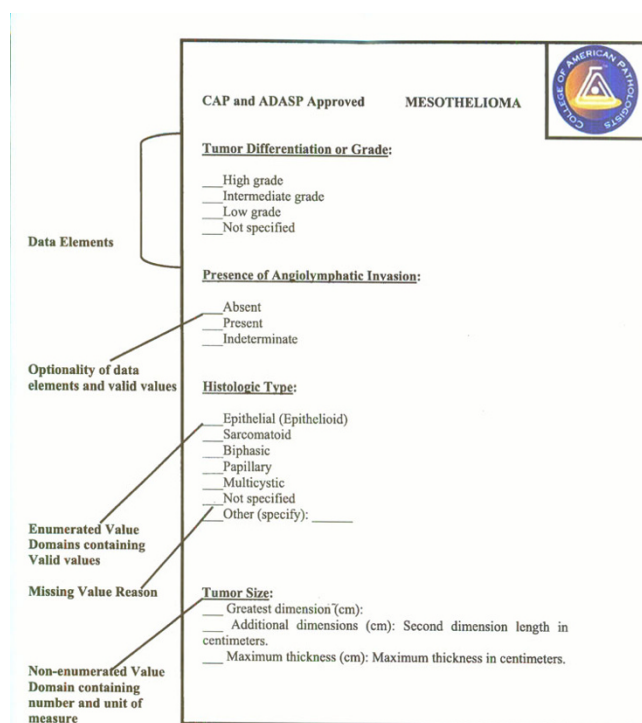 COLLEGE OF AMERICAN PATHOLOGISTS
CAP and ADASP Approved MESOTHELIOMA
Tumor Differentiation or Grade:
___High grade
___Intermediate grade
___Low grade
___Not specified
Data Elements
Presence of Angiolymphatic Invasion:
___Absent
___Present
___Indeterminate
Optionality of data
elements and valid values
Histologic Type:
___Epithelial (Epithelioid)
___Sarcomatoid
___Biphasic
___Papillary
___Multicystic
___Not specified
___Other (specify): ______
Enumerated Value
Domains containing
Valid values
Missing Value Reason
Tumor Size:
___ Greatest dimension (cm):
___ Additional dimensions (cm): Second dimension length in
centimeters.
___ Maximum thickness (cm): Maximum thickness in centimeters.
Non-enumerated Value
Domain containing
number and unit of
measure